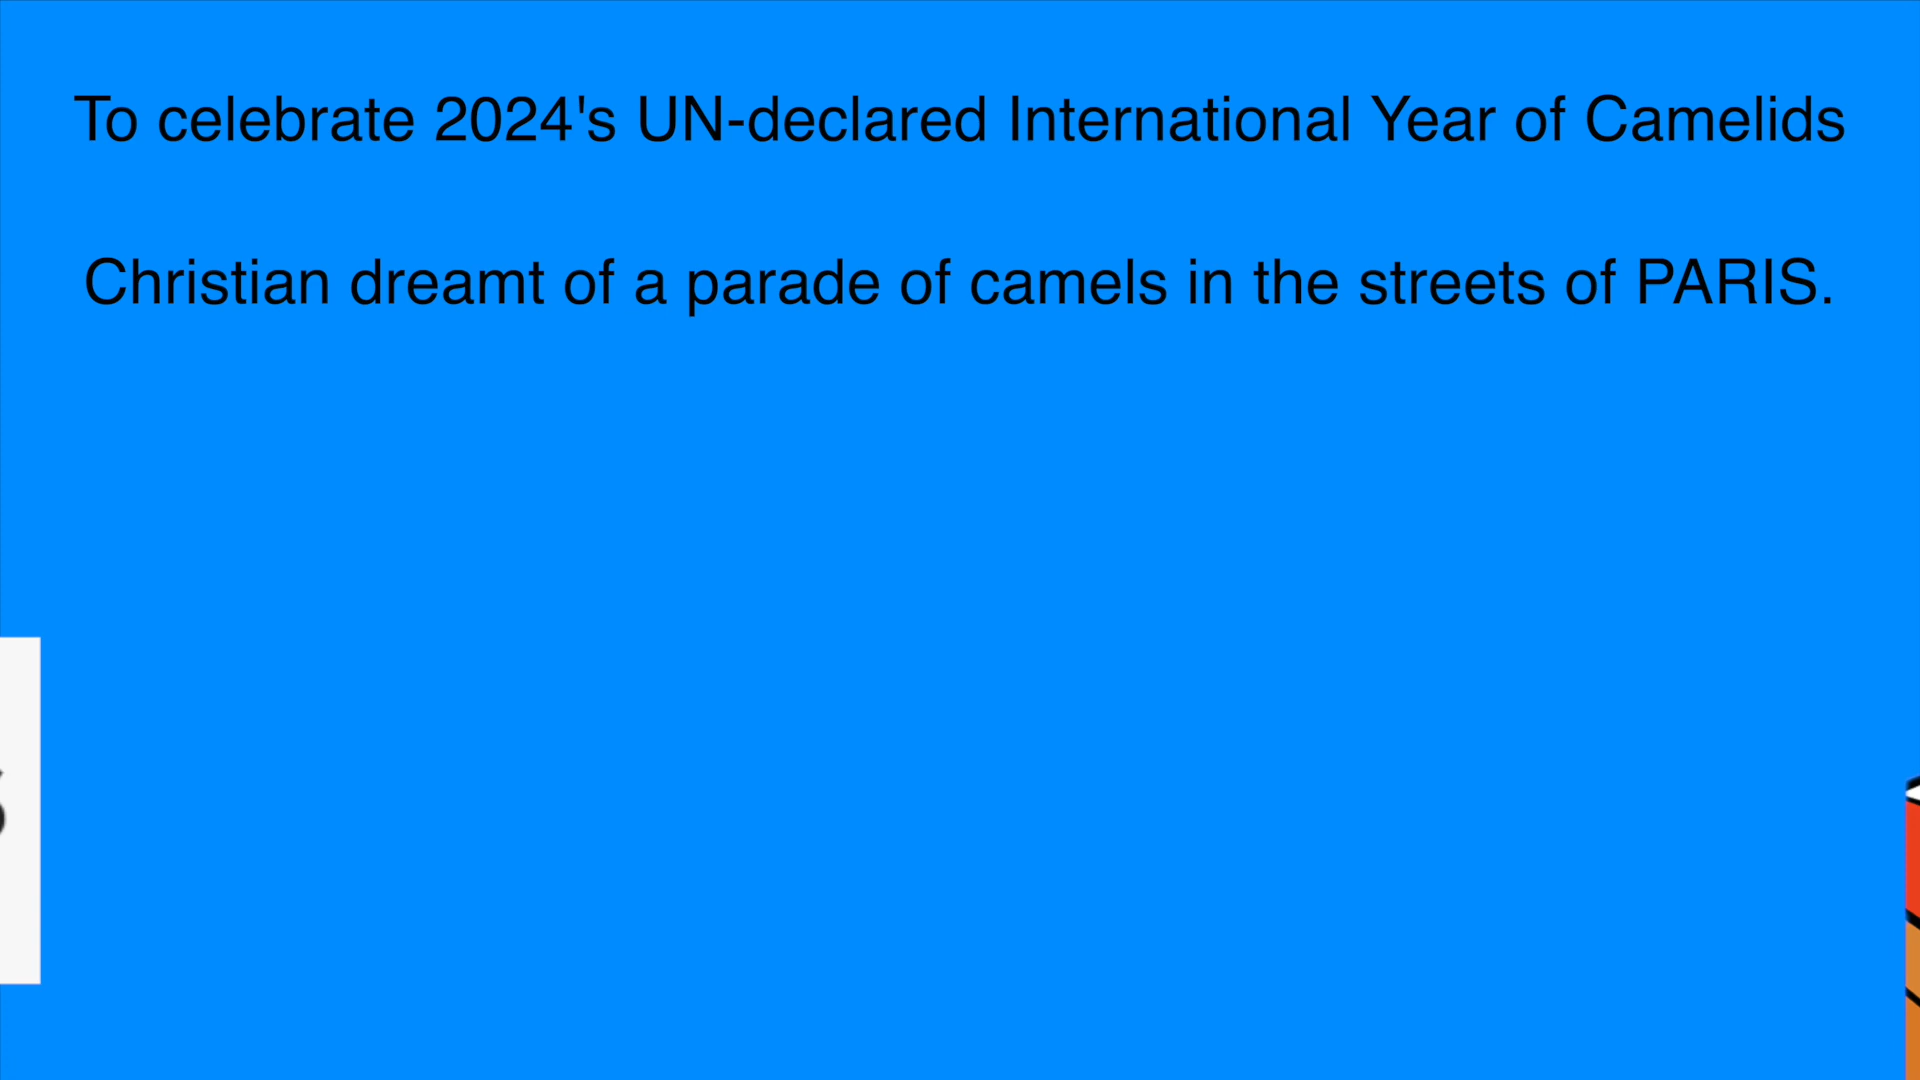 To celebrate 2024's UN-declared International Year of Camelids
Christian dreamt of a parade of camels in the streets of PARIS.